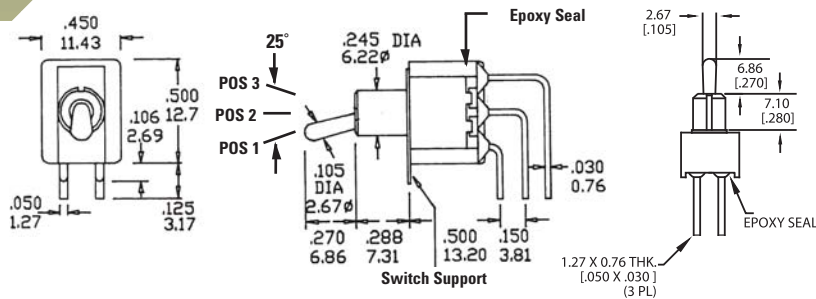 .450
11.43
.500
12.7
.106
2.69
.050
1.27
.125
3.17
25°
POS 3
POS 2
POS 1
.245 DIA
6.22ø
Epoxy Seal
.105
DIA
2.67ø
.030
0.76
.270
6.86
.288
7.31
.500
13.20
.150
3.81
Switch Support
2.67
[.105]
6.86
[.270]
7.10
[.280]
EPOXY SEAL
1.27 X 0.76 THK.
[.050 X .030 ]
(3 PL)